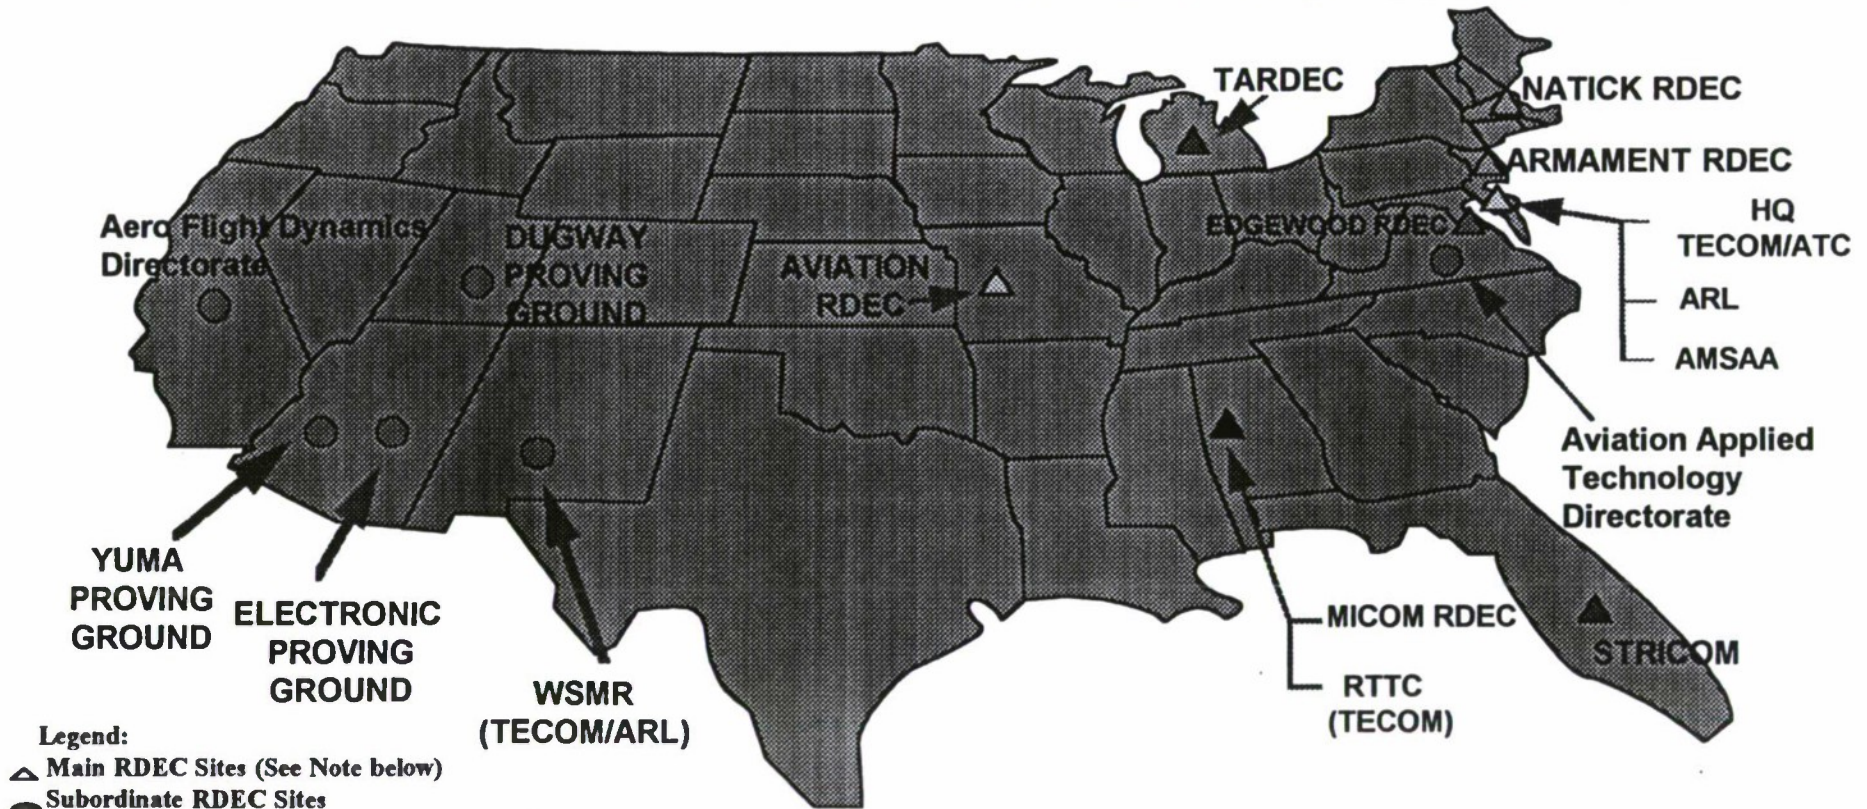 TARDEC
NATICK RDEC
ARMAMENT RDEC
HQ
TECOM/ATC
ARL
AMSAA
EDGEWOOD RDEC
Aero Flight Dynamics
Directorate
DUGWAY
PROVING
GROUND
AVIATION
RDEC
Aviation Applied
Technology
Directorate
YUMA
PROVING
GROUND
ELECTRONIC
PROVING
GROUND
WSMR
(TECOM/ARL)
MICOM RDEC
RTTC
(TECOM)
STRICOM
Legend:
Main RDEC Sites (See Note below)
Subordinate RDEC Sites